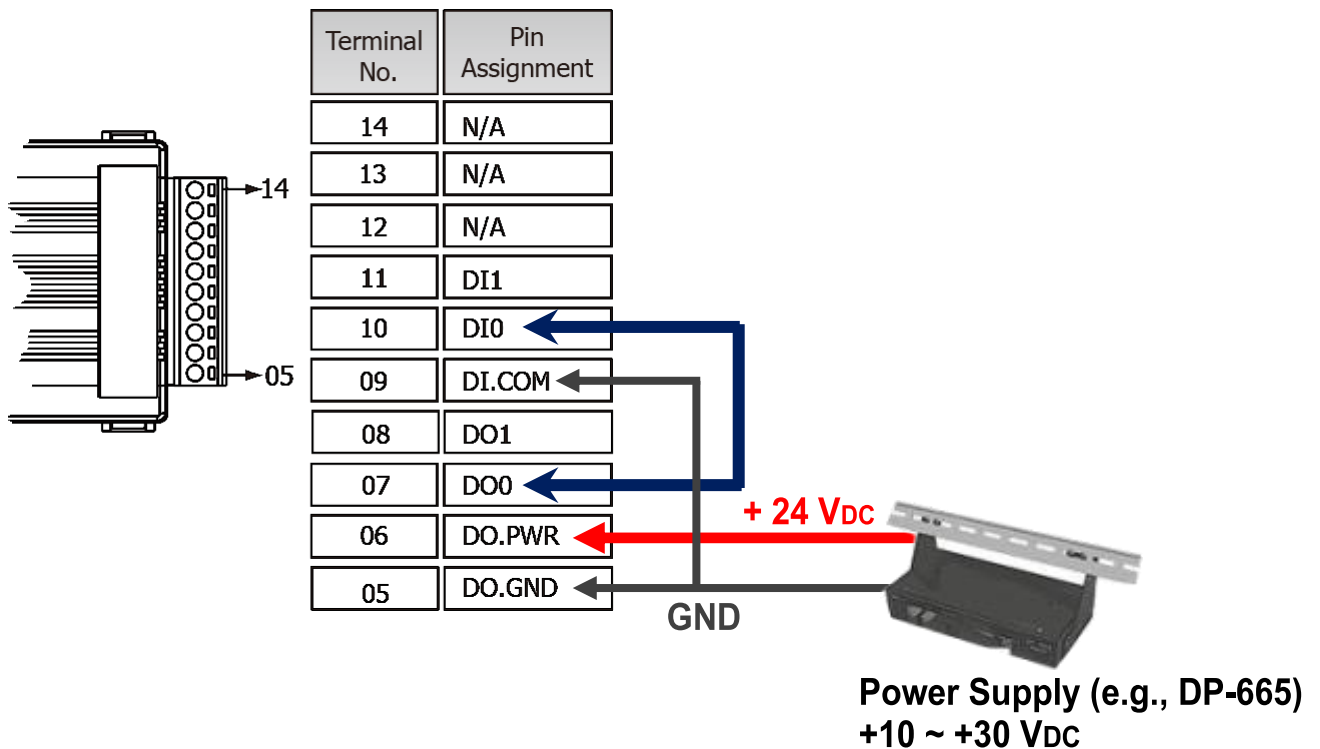 Terminal No. Pin Assignment
14 N/A
13 N/A
12 N/A
11 DI1
10 DI0
09 DI.COM
08 DO1
07 DO0
06 DO.PWR
05 DO.GND
14
05
+ 24 VDC
GND
Power Supply (e.g., DP-665)
+10 ~ +30 VDC